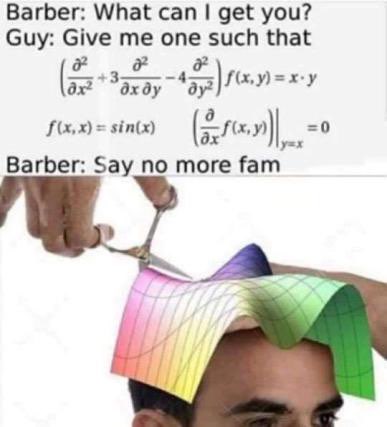 Barber: What can I get you?
Guy: Give me one such that
(∂²/∂x² + 3 ∂²/∂x∂y − 4 ∂²/∂y²) f(x,y) = x·y
f(x,x) = sin(x)  (∂/∂x f(x,y))|y=x = 0
Barber: Say no more fam